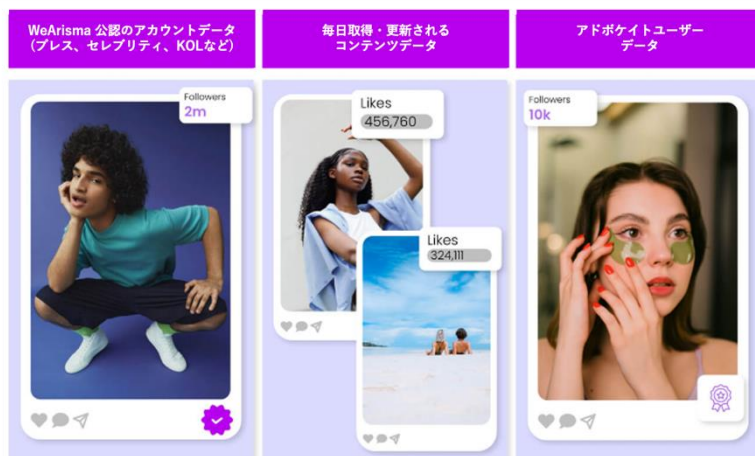 WeArisma 公認のアカウントデータ
(プレス、セレブリティ、KOLなど)
毎日取得・更新される
コンテンツデータ
アドボケイトユーザー
データ
Followers
2m
Likes
456,760
Likes
324,111
Followers
10k